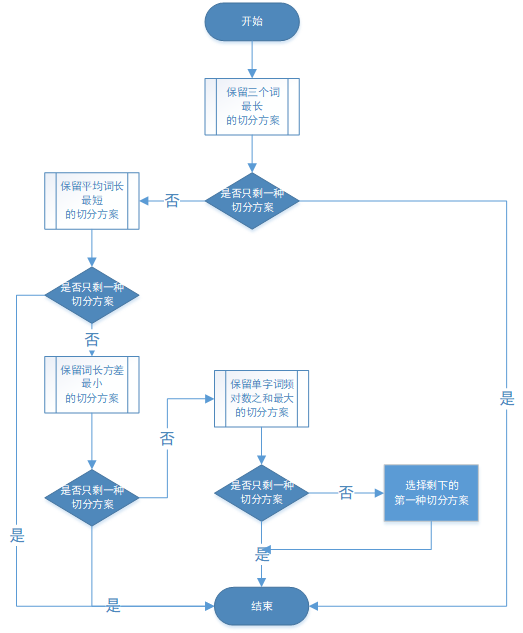 开始
保留三个词
最长
的切分方案
是否只剩一种
切分方案
否
保留平均词长
最短
的切分方案
是否只剩一种
切分方案
否
保留词长方差
最小
的切分方案
保留单字词频
对数之和最大
的切分方案
是
否
是否只剩一种
切分方案
是否只剩一种
切分方案
否
选择剩下的
第一种切分方案
是
是
是
结束